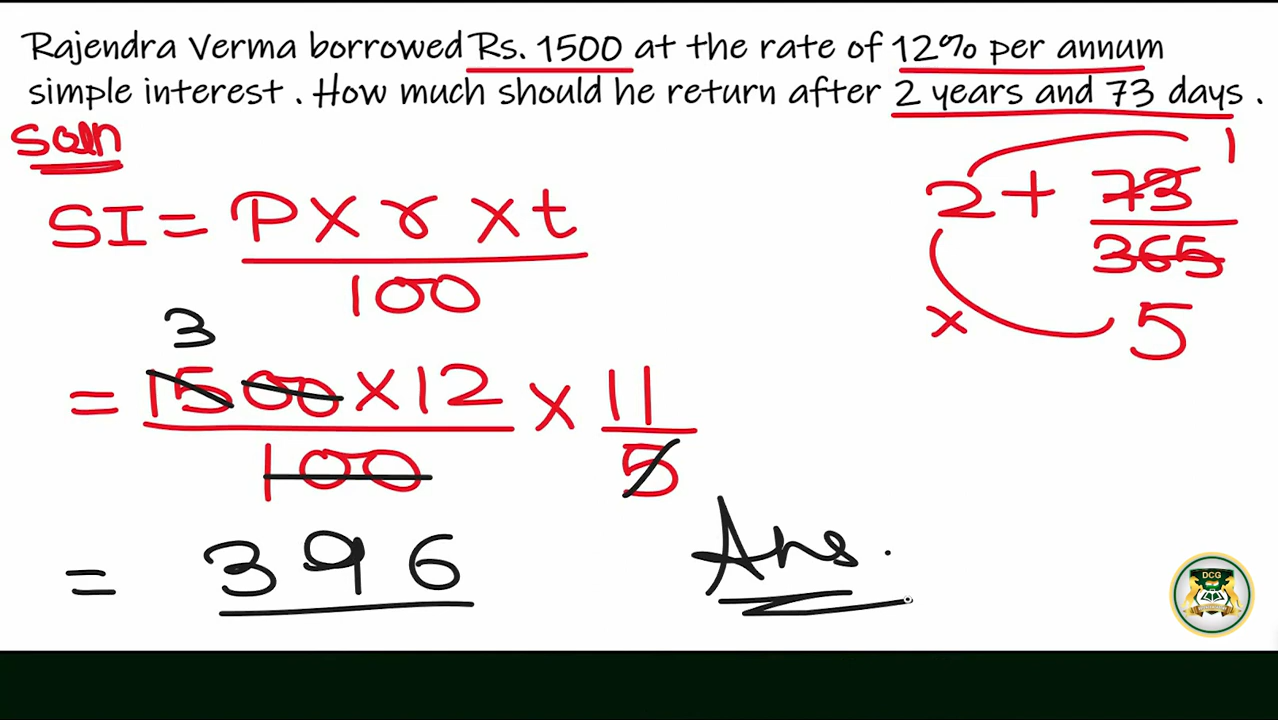 Rajendra Verma borrowed Rs. 1500 at the rate of 12% per annum
simple interest . How much should he return after 2 years and 73 days .
Soln
SI = P X r X t
100
2 + 73 1
365
x 5
3
= 1500 X 12 X 11
100 5
= 396 Ans.
DCG